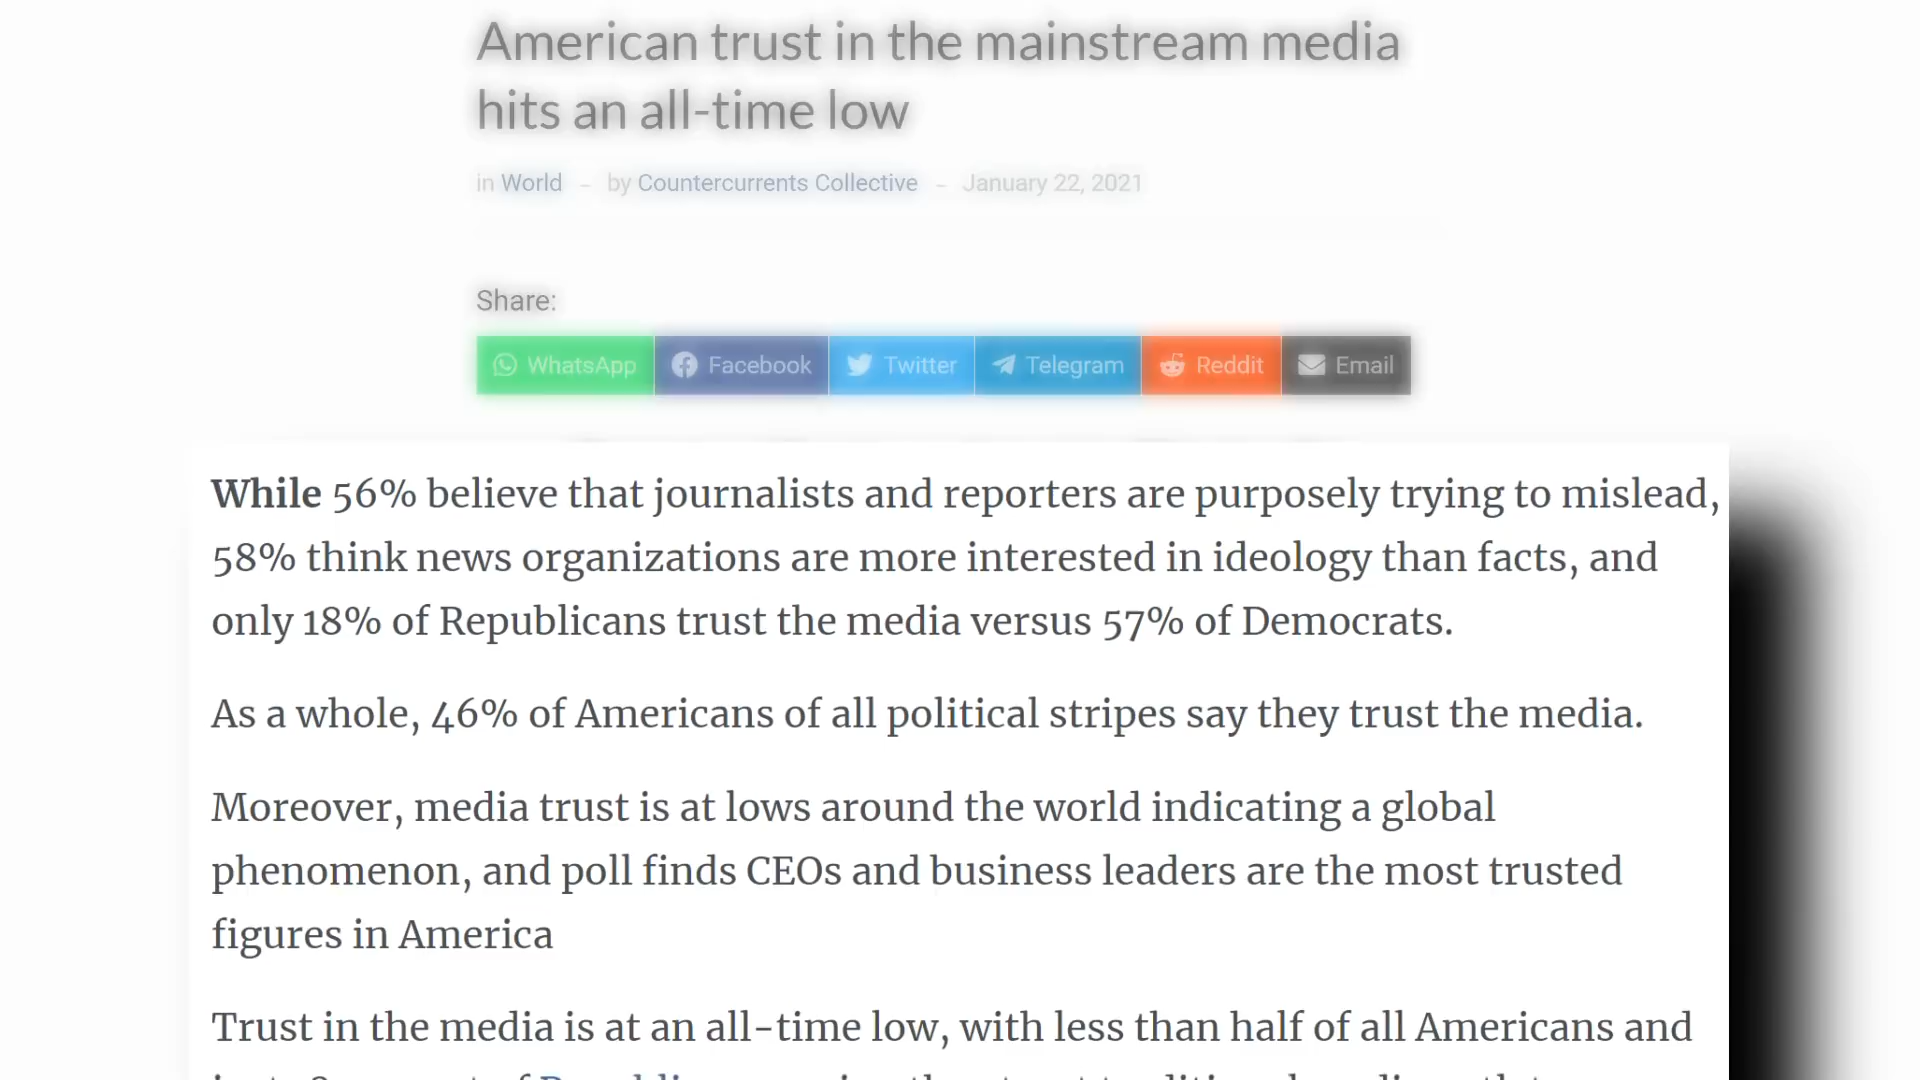 American trust in the mainstream media
hits an all-time low
in World - by Countercurrents Collective - January 22, 2021
Share:
WhatsApp Facebook Twitter Telegram Reddit Email
While 56% believe that journalists and reporters are purposely trying to mislead,
58% think news organizations are more interested in ideology than facts, and
only 18% of Republicans trust the media versus 57% of Democrats.
As a whole, 46% of Americans of all political stripes say they trust the media.
Moreover, media trust is at lows around the world indicating a global
phenomenon, and poll finds CEOs and business leaders are the most trusted
figures in America
Trust in the media is at an all-time low, with less than half of all Americans and